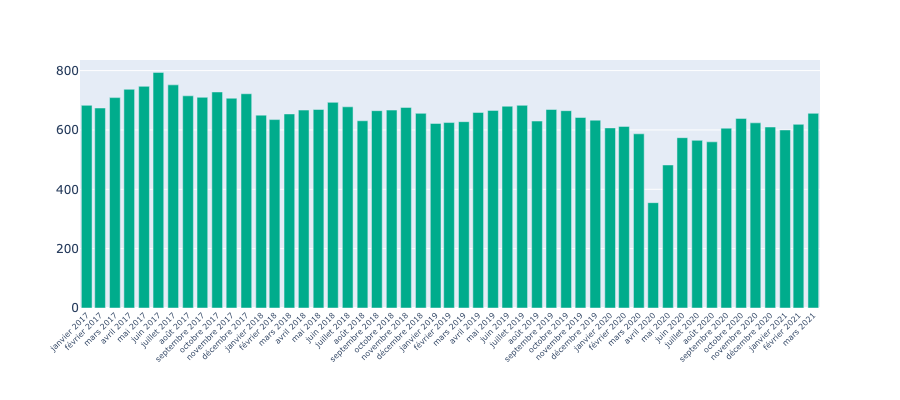 800
600
400
200
0
janvier 2017
février 2017
mars 2017
avril 2017
mai 2017
juin 2017
juillet 2017
août 2017
septembre 2017
octobre 2017
novembre 2017
décembre 2017
janvier 2018
février 2018
mars 2018
avril 2018
mai 2018
juin 2018
juillet 2018
août 2018
septembre 2018
octobre 2018
novembre 2018
décembre 2018
janvier 2019
février 2019
mars 2019
avril 2019
mai 2019
juin 2019
juillet 2019
août 2019
septembre 2019
octobre 2019
novembre 2019
décembre 2019
janvier 2020
février 2020
mars 2020
avril 2020
mai 2020
juin 2020
juillet 2020
août 2020
septembre 2020
octobre 2020
novembre 2020
décembre 2020
janvier 2021
février 2021
mars 2021